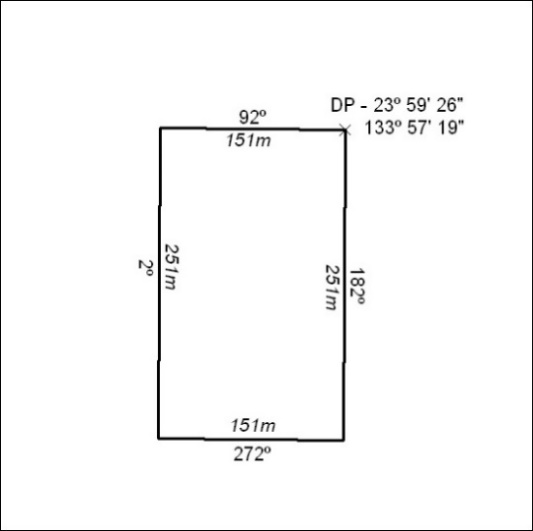 DP - 23º 59' 26"
133º 57' 19"
92º
151m
2º
251m
251m
182º
151m
272º